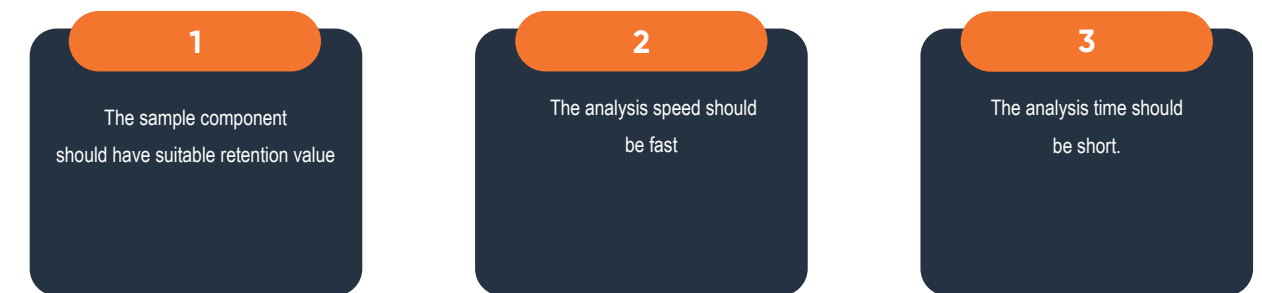 1
The sample component
should have suitable retention value
2
The analysis speed should
be fast
3
The analysis time should
be short.